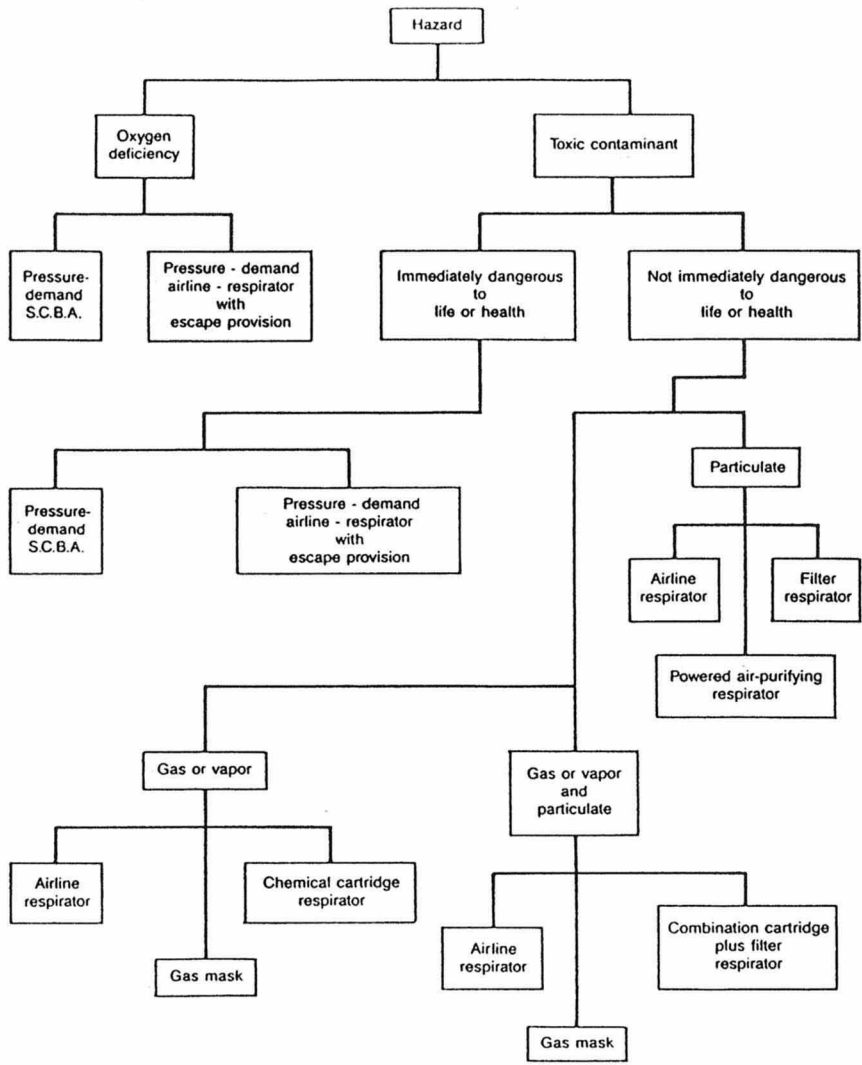 Hazard
Oxygen
deficiency
Toxic contaminant
Pressure-
demand
S.C.B.A.
Pressure - demand
airline - respirator
with
escape provision
Immediately dangerous
to
life or health
Not immediately dangerous
to
life or health
Pressure-
demand
S.C.B.A.
Pressure - demand
airline - respirator
with
escape provision
Particulate
Airline
respirator
Filter
respirator
Powered air-purifying
respirator
Gas or vapor
Gas or vapor
and
particulate
Airline
respirator
Chemical cartridge
respirator
Gas mask
Airline
respirator
Combination cartridge
plus filter
respirator
Gas mask